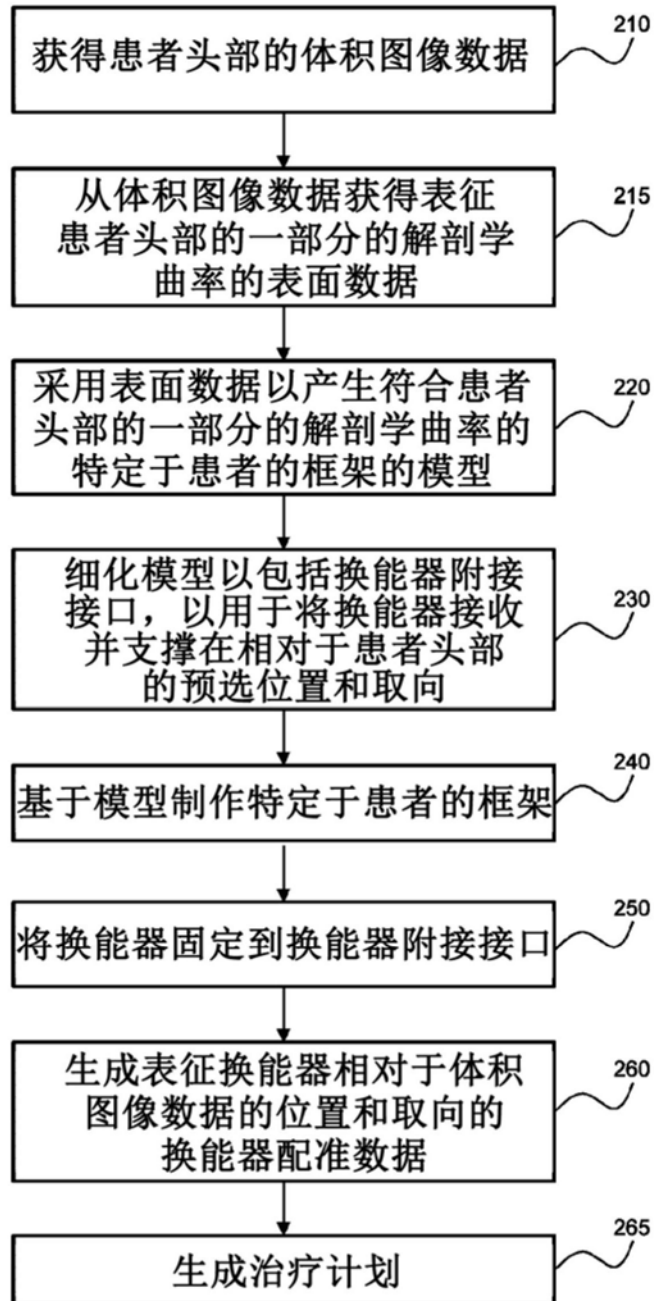 获得患者头部的体积图像数据
210
从体积图像数据获得表征
患者头部的一部分的解剖学
曲率的表面数据
215
采用表面数据以产生符合患者
头部的一部分的解剖学曲率的
特定于患者的框架的模型
220
细化模型以包括换能器附接
接口，以用于将换能器接收
并支撑在相对于患者头部
的预选位置和取向
230
基于模型制作特定于患者的框架
240
将换能器固定到换能器附接接口
250
生成表征换能器相对于体积
图像数据的位置和取向的
换能器配准数据
260
生成治疗计划
265